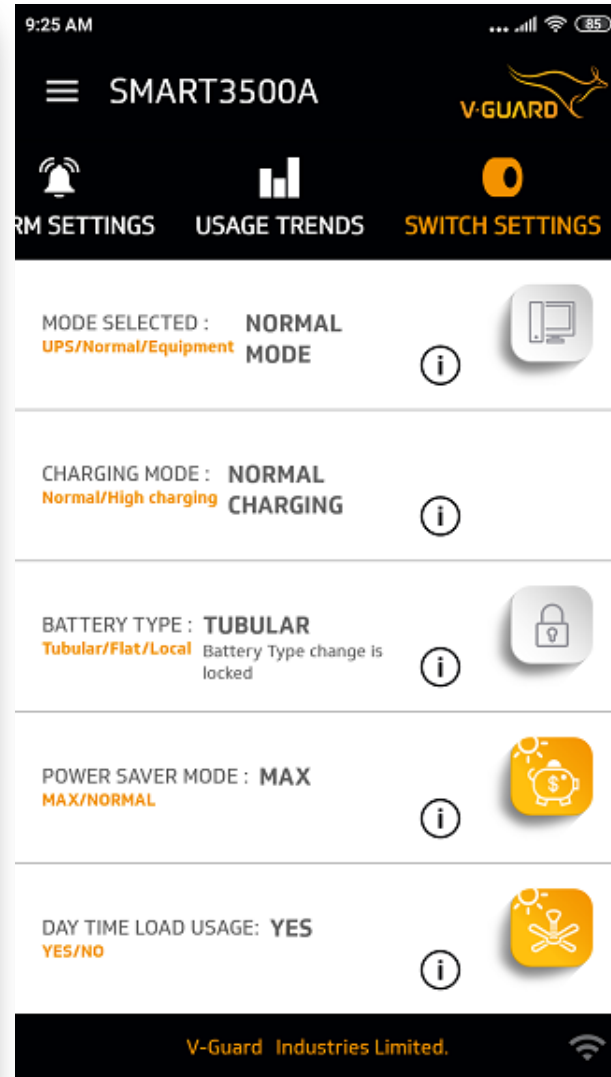 9:25 AM
85
SMART3500A
V-GUARD
RM SETTINGS USAGE TRENDS SWITCH SETTINGS
MODE SELECTED : NORMAL
UPS/Normal/Equipment MODE
i
CHARGING MODE : NORMAL
Normal/High charging CHARGING
i
BATTERY TYPE : TUBULAR
Tubular/Flat/Local Battery Type change is
locked
i
POWER SAVER MODE : MAX
MAX/NORMAL
i
$
DAY TIME LOAD USAGE: YES
YES/NO
i
V-Guard Industries Limited.